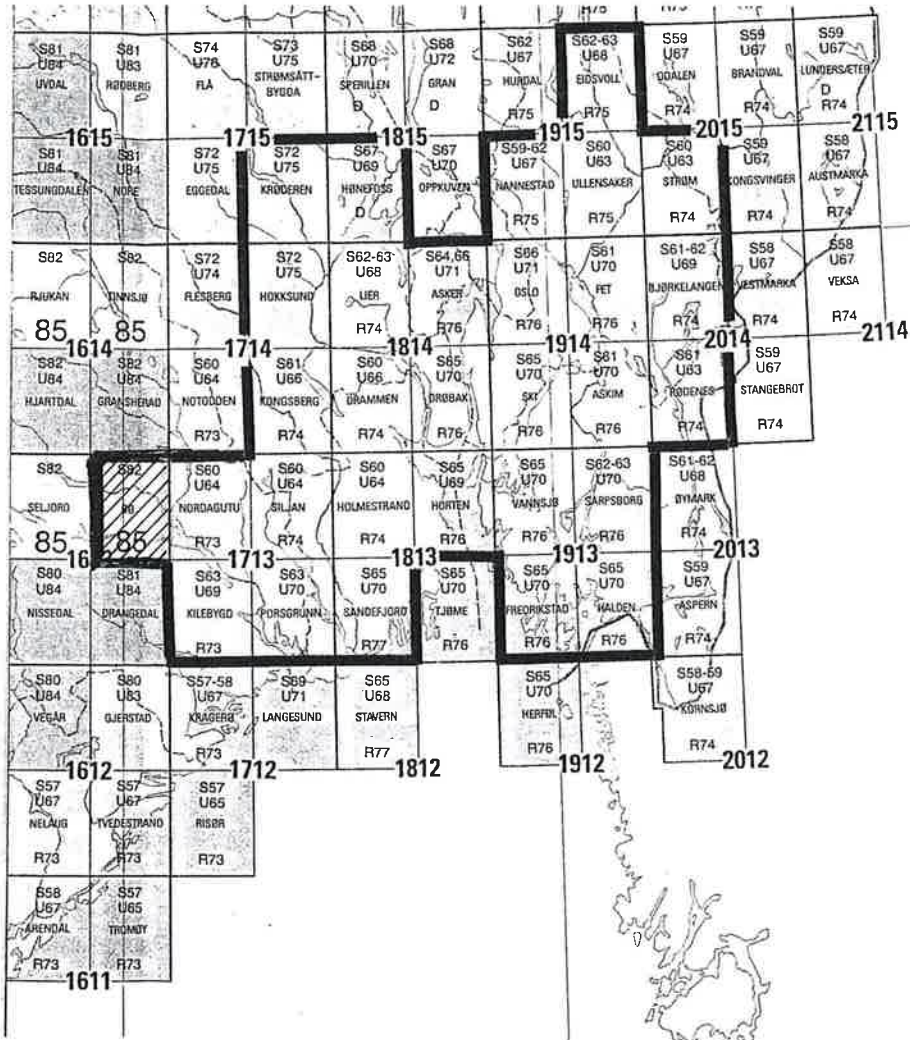 R75
S81
U84
UVDAL
S81
U83
RØDBERG
S74
U76
FLÅ
S73
U75
STRØMSÅTT-
BYGDA
S68
U70
SPERILLEN
D
S68
U72
GRAN
D
S62
U67
HURDAL
R75
S62-63
U68
EIDSVOLL
R75
S59
U67
ODALEN
R74
S59
U67
BRANDVAL
R74
S59
U67
LUNDERSÆTER
D
R74
1615
1715
1815
1915
2015
2115
S81
U84
TESSUNGDALEN
S81
U84
NORE
S72
U75
EGGEDAL
S72
U75
KRØDEREN
S67
U69
HØNEFOSS
D
S67
U70
OPPKUVEN
S59-62
U67
NANNESTAD
R75
S60
U63
ULLENSAKER
R75
S60
U63
STRØM
R74
S59
U67
KONGSVINGER
R74
S58
U67
AUSTMARKA
R74
S82
RJUKAN
85
S82
TINNSJØ
85
S72
U74
FLESBERG
S72
U75
HOKKSUND
S62-63
U68
LIER
R74
S64,66
U71
ASKER
R76
S66
U71
OSLO
R76
S61
U70
FET
R76
S61-62
U69
BJØRKELANGEN
R74
S58
U67
VESTMARKA
R74
S58
U67
VEKSA
R74
1614
1714
1814
1914
2014
2114
S82
U84
HJARTDAL
S82
U84
GRANSHERAD
S60
U64
NOTODDEN
R73
S61
U66
KONGSBERG
R74
S60
U66
DRAMMEN
R74
S65
U70
DRØBAK
R76
S65
U70
SKI
R76
S61
U70
ASKIM
R76
S61
U63
RØDENES
R74
S59
U67
STANGEBROT
R74
S82
SELJORD
85
S82
BØ
85
S60
U64
NORDAGUTU
R73
S60
U64
SILJAN
R74
S60
U64
HOLMESTRAND
R74
S65
U69
HORTEN
R76
S65
U70
VANNSJØ
R76
S62-63
U70
SARPSBORG
R76
S61-62
U68
ØYMARK
R74
1713
1813
1913
2013
S80
U84
NISSEDAL
S81
U84
DRANGEDAL
S63
U69
KILEBYGD
R73
S63
U70
PORSGRUNN
R74
S65
U70
SANDEFJORD
R77
S65
U70
TJØME
R76
S65
U70
FREDRIKSTAD
R76
S65
U70
HALDEN
R76
S59
U67
ASPERN
R74
S80
U84
VEGÅR
S80
U83
GJERSTAD
S57-58
U67
KRAGERØ
R73
S69
U71
LANGESUND
S65
U68
STAVERN
R77
S65
U70
HERFØL
R76
S58-59
U67
KORNSJØ
R74
1612
1712
1812
1912
2012
S57
U67
NELAUG
R73
S57
U67
TVEDESTRAND
R73
S57
U65
RISØR
R73
S58
U67
ARENDAL
R73
S57
U65
TROMØY
R73
1611